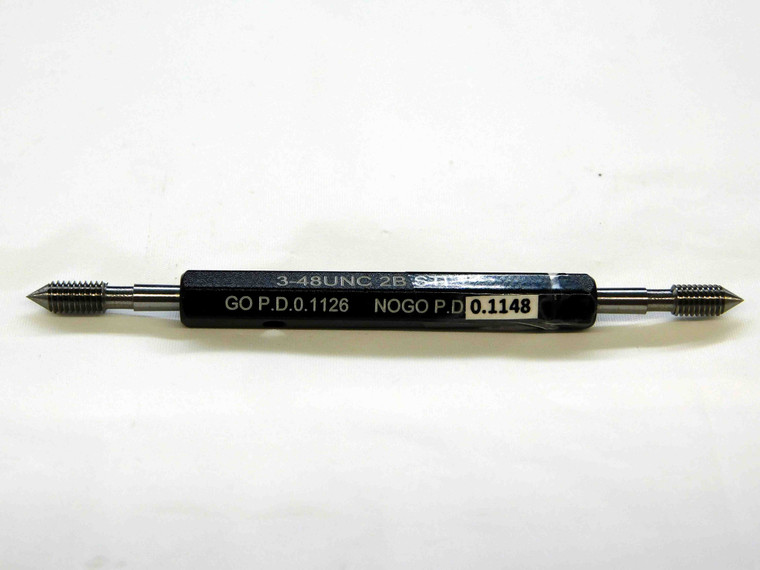 3-48UNC 2B
GO P.D.0.1126 NOGO P.D 0.1148